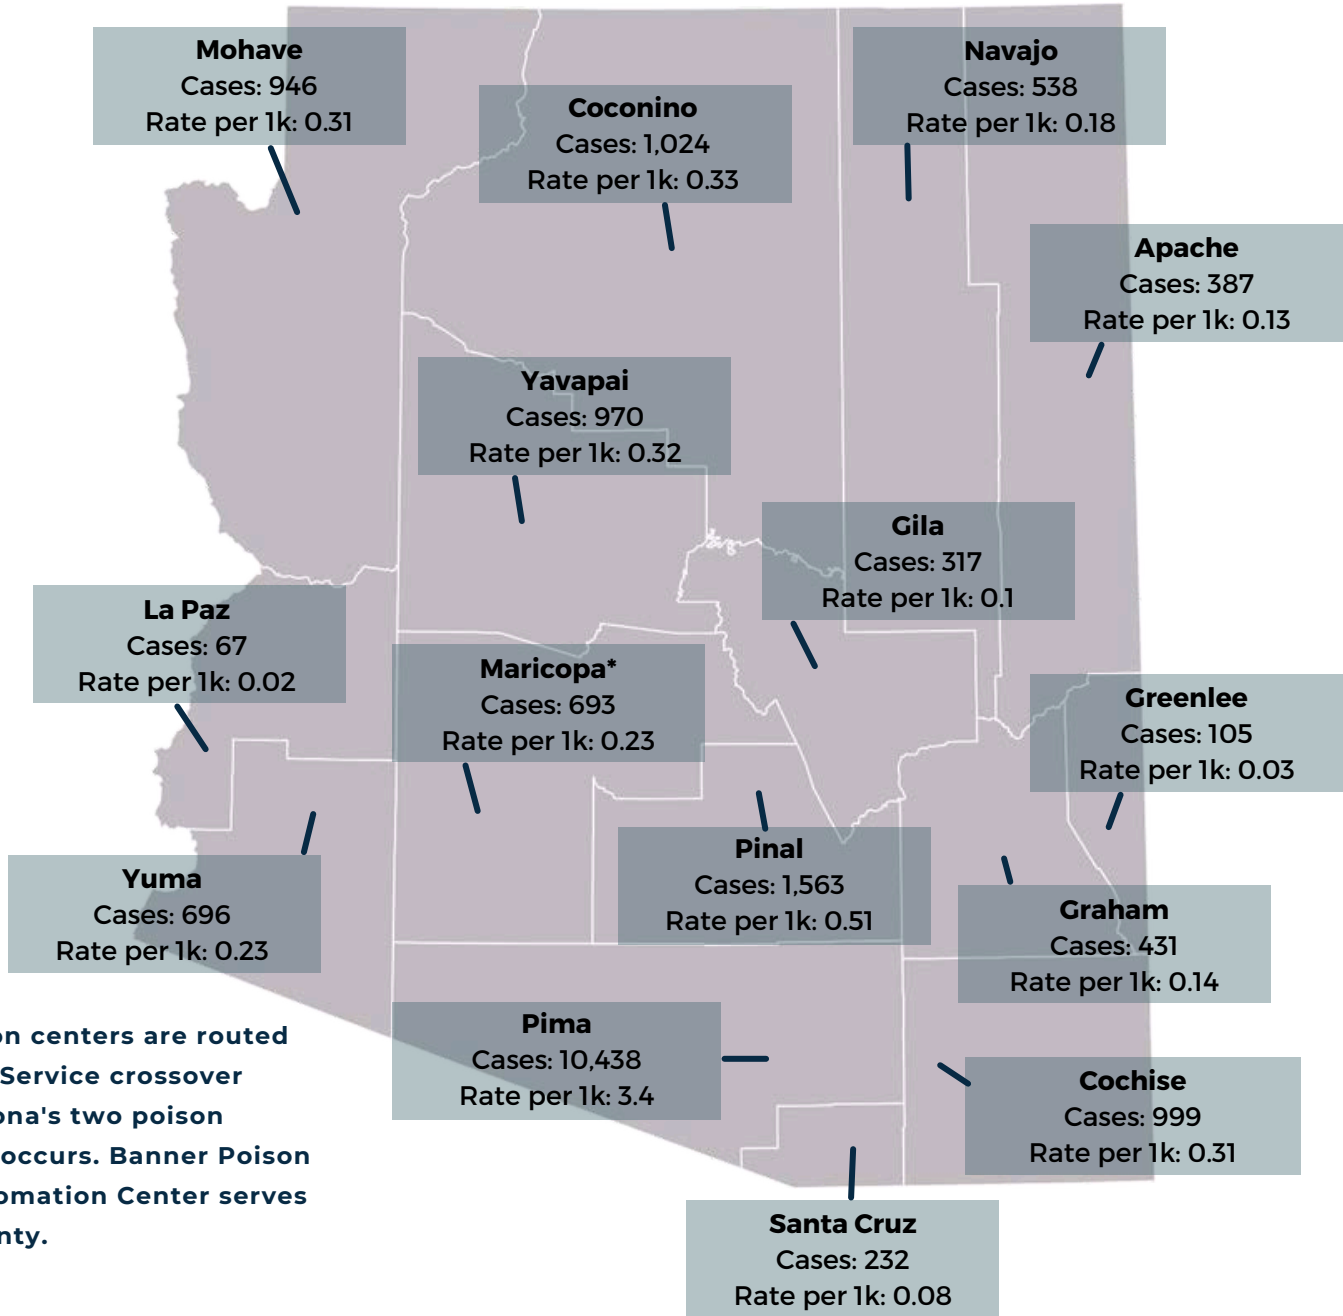 Mohave
Cases: 946
Rate per 1k: 0.31
Navajo
Cases: 538
Rate per 1k: 0.18
Coconino
Cases: 1,024
Rate per 1k: 0.33
Apache
Cases: 387
Rate per 1k: 0.13
Yavapai
Cases: 970
Rate per 1k: 0.32
Gila
Cases: 317
Rate per 1k: 0.1
La Paz
Cases: 67
Rate per 1k: 0.02
Maricopa*
Cases: 693
Rate per 1k: 0.23
Greenlee
Cases: 105
Rate per 1k: 0.03
Pinal
Cases: 1,563
Rate per 1k: 0.51
Yuma
Cases: 696
Rate per 1k: 0.23
Graham
Cases: 431
Rate per 1k: 0.14
Pima
Cases: 10,438
Rate per 1k: 3.4
Cochise
Cases: 999
Rate per 1k: 0.31
Santa Cruz
Cases: 232
Rate per 1k: 0.08
on centers are routed
Service crossover
ona's two poison
occurs. Banner Poison
omation Center serves
nty.